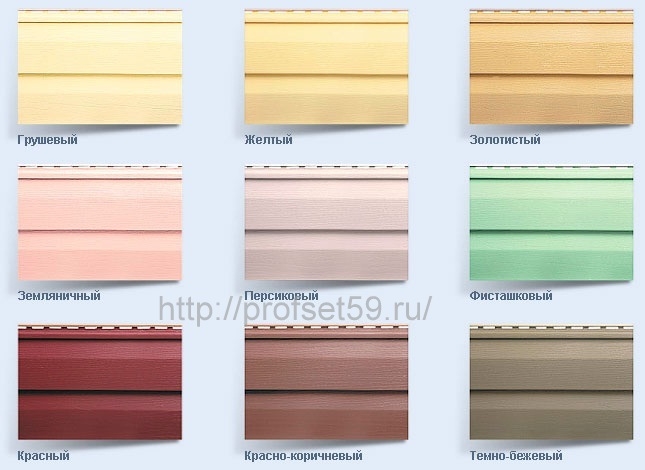 Грушевый
Желтый
Золотистый
Земляничный
Персиковый
Фисташковый
http://profset59.ru/
Красный
Красно-коричневый
Темно-бежевый